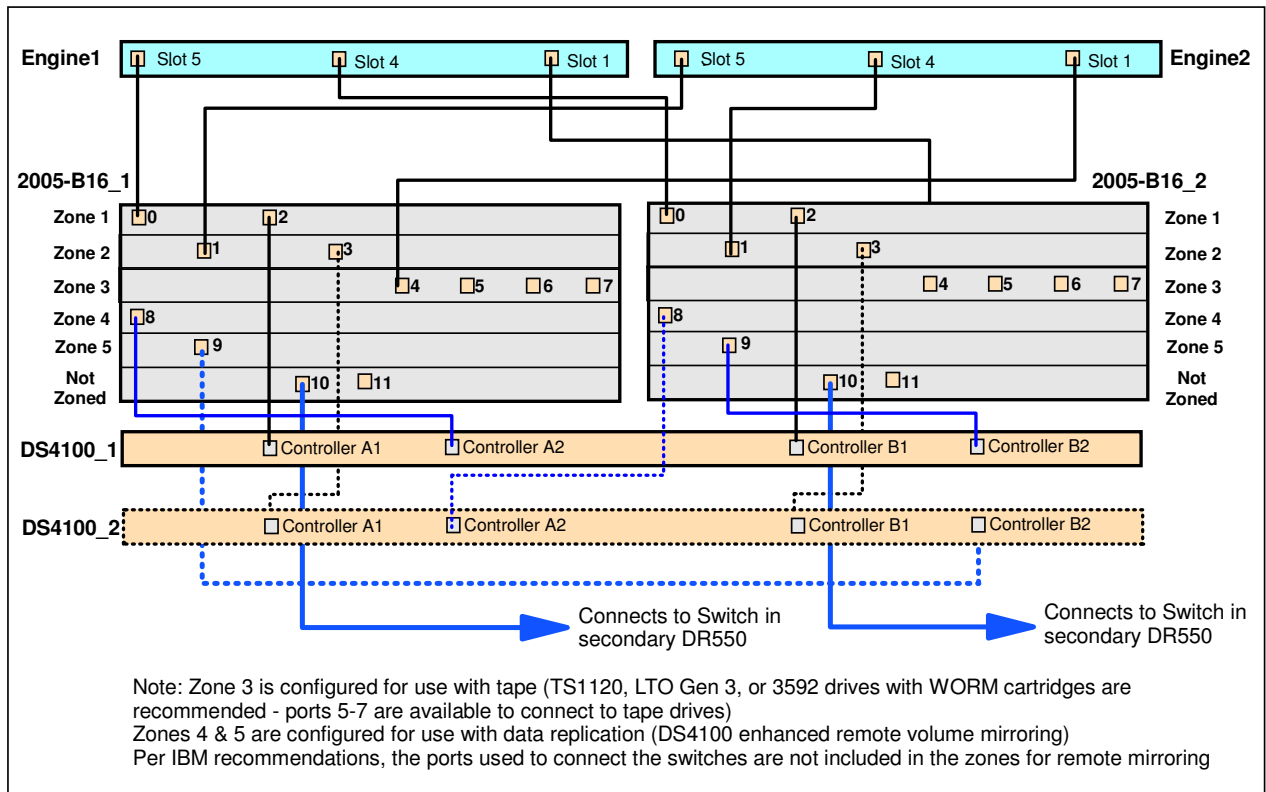 Engine1
Slot 5
Slot 4
Slot 1
Slot 5
Slot 4
Slot 1
Engine2
2005-B16_1
2005-B16_2
Zone 1
0
2
0
2
Zone 1
Zone 2
1
3
1
3
Zone 2
Zone 3
4
5
6
7
4
5
6
7
Zone 3
Zone 4
8
8
Zone 4
Zone 5
9
9
Zone 5
Not
Zoned
10
11
10
11
Not
Zoned
DS4100_1
Controller A1
Controller A2
Controller B1
Controller B2
DS4100_2
Controller A1
Controller A2
Controller B1
Controller B2
Connects to Switch in
secondary DR550
Connects to Switch in
secondary DR550
Note: Zone 3 is configured for use with tape (TS1120, LTO Gen 3, or 3592 drives with WORM cartridges are
recommended - ports 5-7 are available to connect to tape drives)
Zones 4 & 5 are configured for use with data replication (DS4100 enhanced remote volume mirroring)
Per IBM recommendations, the ports used to connect the switches are not included in the zones for remote mirroring